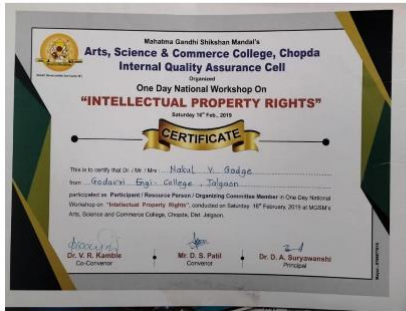 Mahatma Gandhi Shikshan Mandal's
Arts, Science & Commerce College, Chopda
Internal Quality Assurance Cell
Organized
One Day National Workshop On
"INTELLECTUAL PROPERTY RIGHTS"
Saturday 16th Feb., 2019
CERTIFICATE
This is to certify that Dr. / Mr. / Mrs. Nakul V. Gadge
from Godavri Engi. College, Jalgaon
participated as Participant / Resource Person / Organizing Committee Member in One Day National
Workshop on "Intellectual Property Rights", conducted on Saturday 16th February, 2019 at MGSM's
Arts, Science and Commerce College, Chopda, Dist. Jalgaon.
Dr. V. R. Kamble
Co-Convenor
Mr. D. S. Patil
Convenor
Dr. D. A. Suryawanshi
Principal